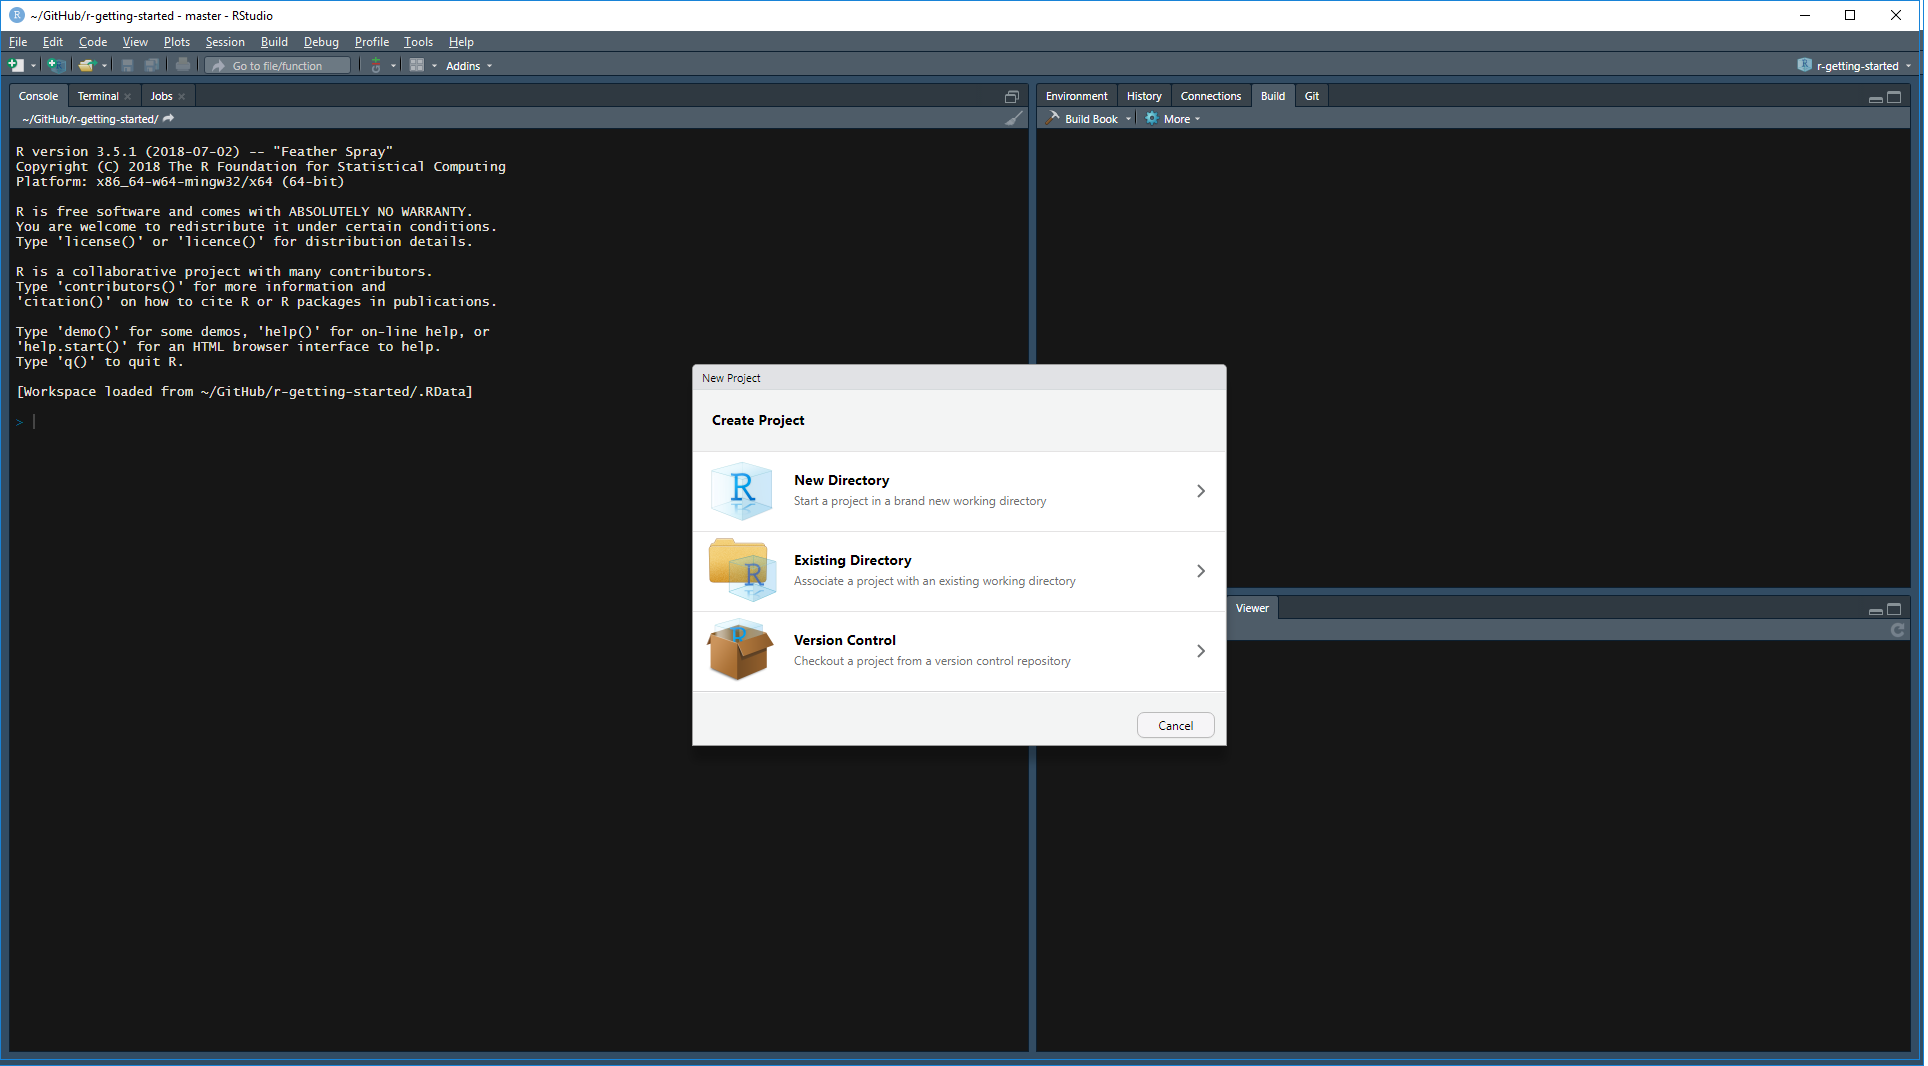 ~/GitHub/r-getting-started - master - RStudio
File Edit Code View Plots Session Build Debug Profile Tools Help
Go to file/function Addins r-getting-started
Console Terminal Jobs
~/GitHub/r-getting-started/
R version 3.5.1 (2018-07-02) -- "Feather Spray"
Copyright (C) 2018 The R Foundation for Statistical Computing
Platform: x86_64-w64-mingw32/x64 (64-bit)
R is free software and comes with ABSOLUTELY NO WARRANTY.
You are welcome to redistribute it under certain conditions.
Type 'license()' or 'licence()' for distribution details.
R is a collaborative project with many contributors.
Type 'contributors()' for more information and
'citation()' on how to cite R or R packages in publications.
Type 'demo()' for some demos, 'help()' for on-line help, or
'help.start()' for an HTML browser interface to help.
Type 'q()' to quit R.
[Workspace loaded from ~/GitHub/r-getting-started/.RData]
>
Environment History Connections Build Git
Build Book More
Viewer
New Project
Create Project
New Directory
Start a project in a brand new working directory
Existing Directory
Associate a project with an existing working directory
Version Control
Checkout a project from a version control repository
Cancel